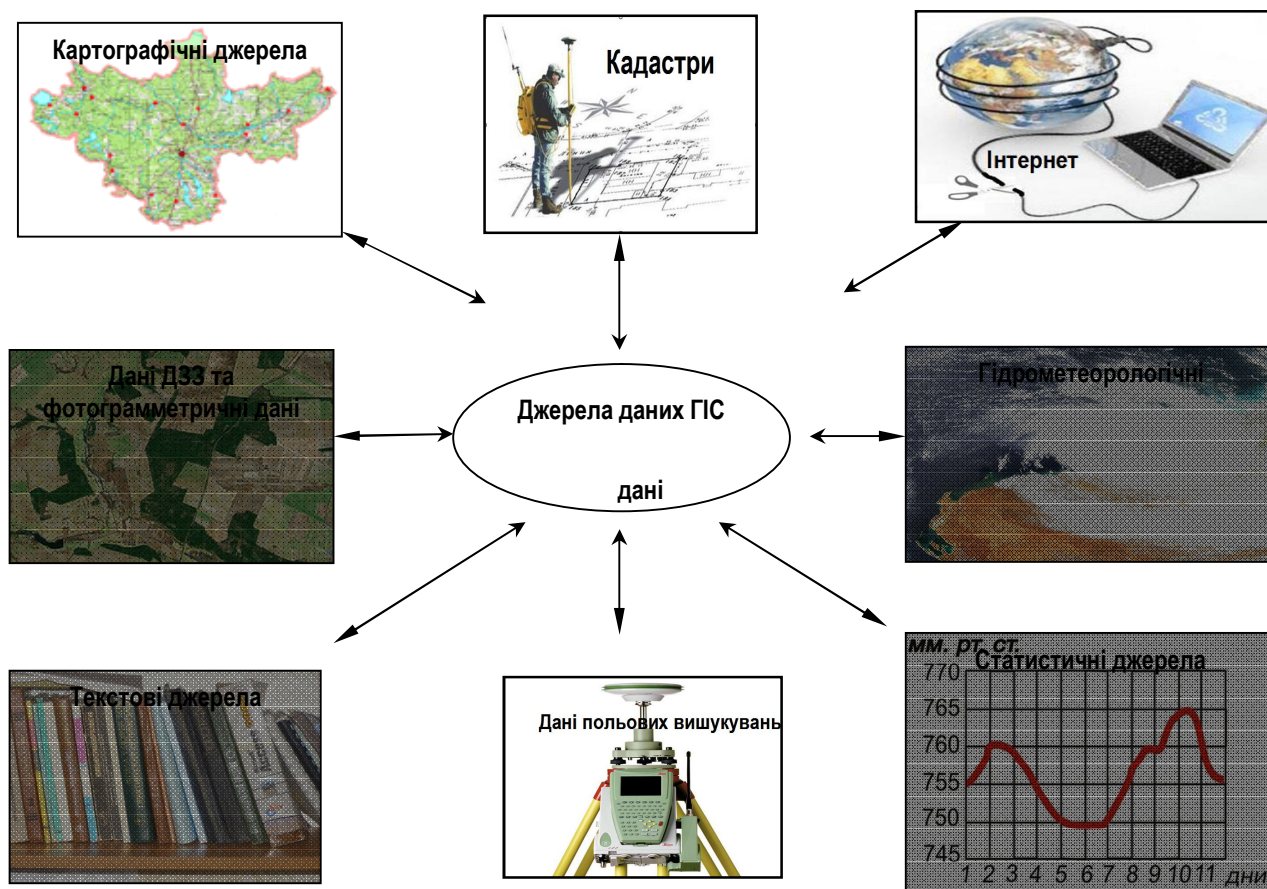 Картографічні джерела
Кадастри
Інтернет
Дані ДЗЗ та
фотограмметричні дані
Джерела даних ГІС
дані
Гідрометеорологічні
Текстові джерела
Дані польових вишукувань
мм. рт. ст.
Статистичні джерела
770
765
760
755
750
745
1 2 3 4 5 6 7 8 9 10 11 дни